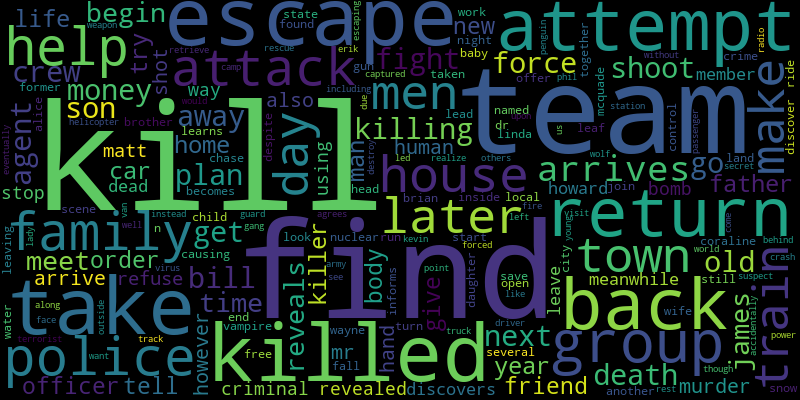 help begin escape attempt
life try state found work new night baby together
crew shot attack fight force shoot member
money men make
agent son away killing
kill day team
alice matt home using man house arrives go
car plan human howard bomb father
stop dead
family get later return
meet order bill body town old
arrive refuse killer reveals time give meanwhile
take back train
police killed next group james
however mr hand year death
officer tell criminal revealed discovers friend murder
find
penguin radio discover ride
crime
weapon
escaping
retrieve rescue erik
gun phil without
camp captured offer mcquade
former including taken named us
would due dr leaf station
helicopter brother lead linda
upon control passenger
eventually learns despite chase
becomes head led realize others wolf land secret
destroy join
scene van brian inside local visit
instead guard agrees fire
lady well n child gang look nuclear run left
leaving causing kevin start
virus army see forced informs
along point daughter
water face outside end vampire wayne turn
save open like leave city young
coraline behind
still world come crash
wife suspect accidentally
terrorist track free fall truck driver several
want though power
another rest snow